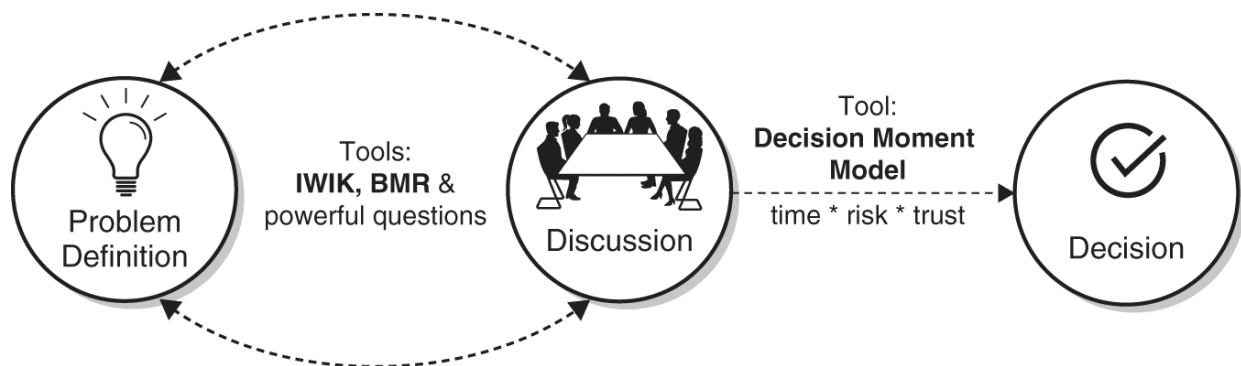 Problem
Definition
Tools:
IWIK, BMR &
powerful questions
Discussion
Tool:
Decision Moment
Model
time * risk * trust
Decision